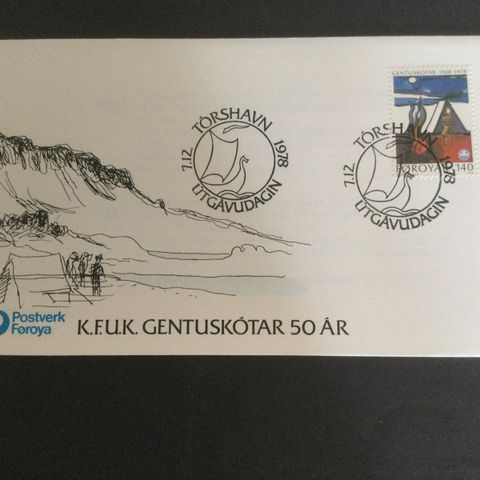 TÓRSHAVN
7.12 1978
ÚTGÁVUDAGIN
GENTUSKÓTAR 1928-1978
FØROYAR 140
TÓRSHAVN
7.12 1978
ÚTGÁVUDAGIN
Postverk
Føroya
K.F.U.K. GENTUSKÓTAR 50 ÁR